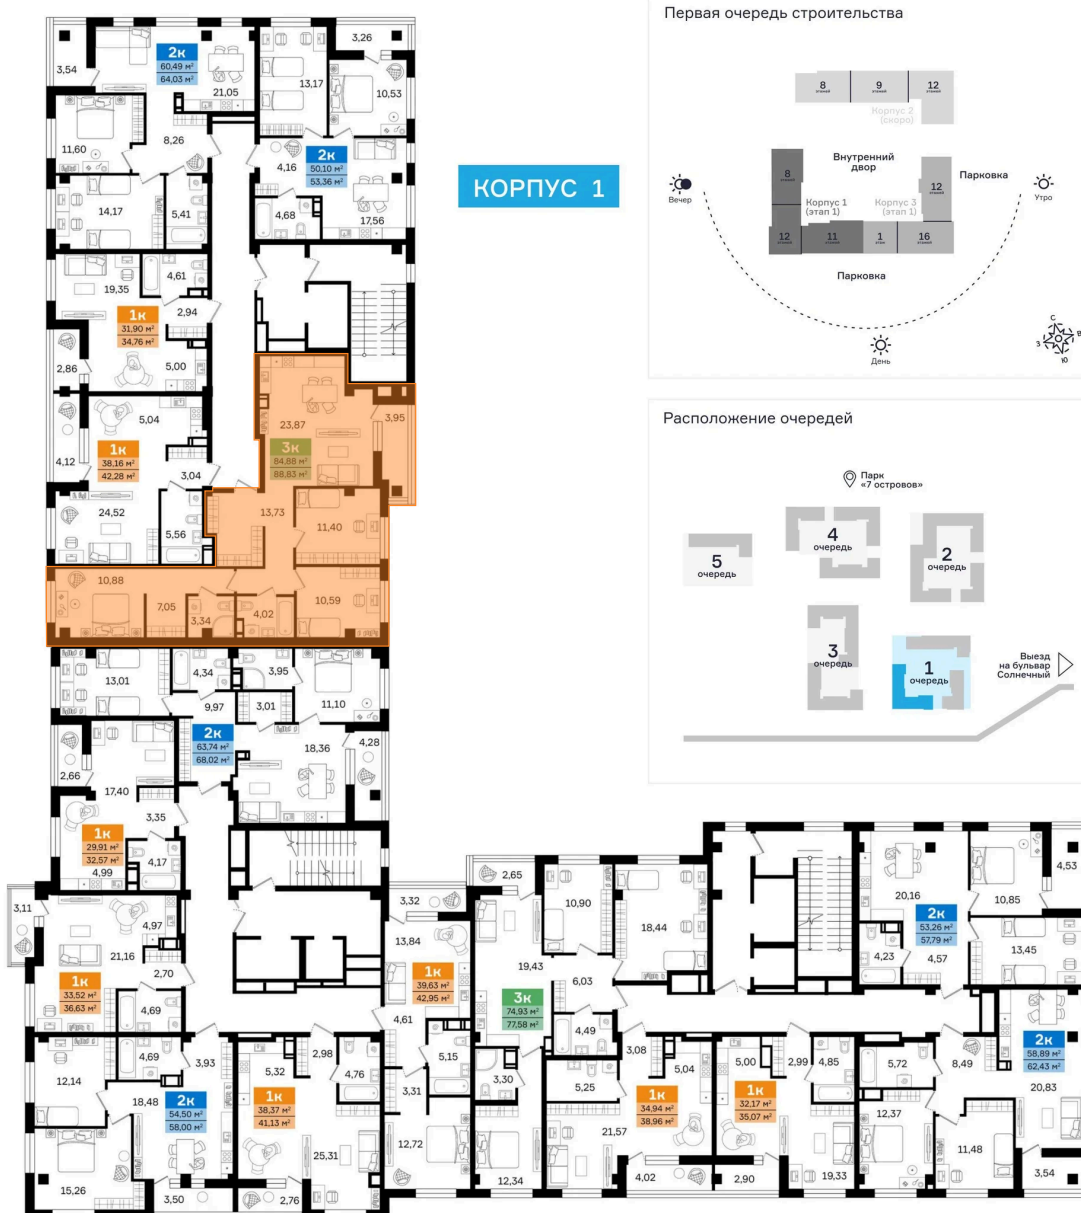 Первая очередь строительства
8
этажей
9
этажей
12
этажей
Корпус 2
(скоро)
Внутренний
двор
8
этажей
12
этажей
Парковка
Вечер
Утро
Корпус 1
(этап 1)
Корпус 3
(этап 1)
12
этажей
11
этажей
1
этаж
16
этажей
Парковка
День
С
В
З
Ю
КОРПУС 1
Расположение очередей
Парк
«7 островов»
5
очередь
4
очередь
2
очередь
3
очередь
1
очередь
Выезд
на бульвар
Солнечный
3,54
2к
60,49 м²
64,03 м²
21,05
11,60
8,26
14,17
5,41
3,26
13,17
10,53
4,16
2к
50,10 м²
53,36 м²
4,68
17,56
19,35
4,61
1к
31,90 м²
34,76 м²
2,94
2,86
5,00
5,04
1к
38,16 м²
42,28 м²
4,12
3,04
24,52
5,56
3,95
23,87
3к
84,88 м²
88,83 м²
13,73
11,40
10,88
7,05
3,34
4,02
10,59
13,01
4,34
3,95
9,97
3,01
11,10
2к
63,74 м²
68,02 м²
18,36
4,28
2,66
17,40
3,35
1к
29,91 м²
32,57 м²
4,99
4,17
3,11
4,97
21,16
2,70
1к
33,52 м²
36,63 м²
4,69
12,14
4,69
3,93
18,48
2к
54,50 м²
58,00 м²
15,26
3,50
2,98
5,32
4,76
1к
38,37 м²
41,13 м²
25,31
2,76
3,32
13,84
1к
39,63 м²
42,95 м²
4,61
5,15
3,31
12,72
2,65
10,90
18,44
19,43
6,03
3к
74,93 м²
77,58 м²
4,49
3,30
12,34
3,08
5,04
5,25
1к
34,94 м²
38,96 м²
21,57
4,02
5,00
2,99
4,85
1к
32,17 м²
35,07 м²
19,33
2,90
4,53
20,16
10,85
2к
53,26 м²
57,79 м²
4,23
4,57
13,45
5,72
8,49
2к
58,89 м²
62,43 м²
20,83
12,37
11,48
3,54